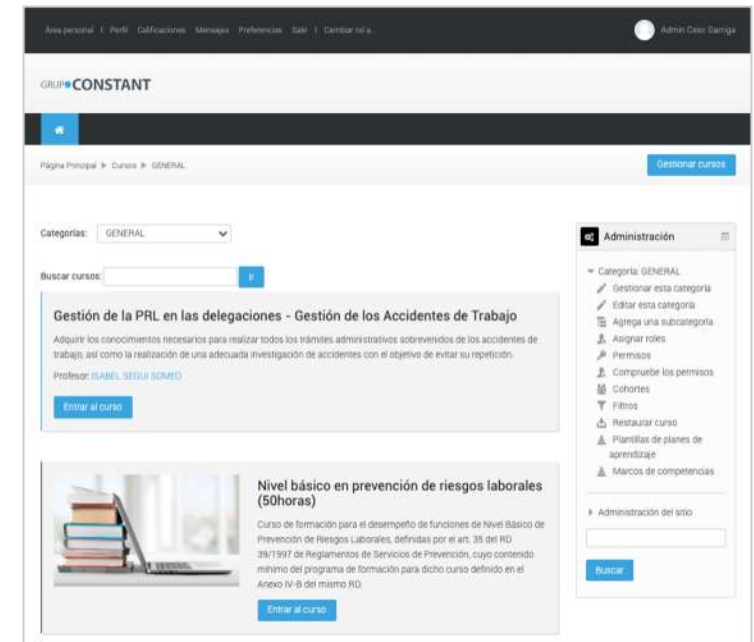 Área personal | Perfil Calificaciones Mensajes Preferencias Salir | Cambiar rol a...
Admin Cesc Garriga
GRUPO CONSTANT
Página Principal ▶ Cursos ▶ GENERAL
Gestionar cursos
Categorías: GENERAL
Buscar cursos:
Ir
Gestión de la PRL en las delegaciones - Gestión de los Accidentes de Trabajo
Adquirir los conocimientos necesarios para realizar todos los trámites administrativos sobrevenidos de los accidentes de
trabajo, así como la realización de una adecuada investigación de accidentes con el objetivo de evitar su repetición.
Profesor: ISABEL SEGUI SOMED
Entrar al curso
Nivel básico en prevención de riesgos laborales
(50horas)
Curso de formación para el desempeño de funciones de Nivel Básico de
Prevención de Riesgos Laborales, definidas por el art. 35 del RD
39/1997 de Reglamentos de Servicios de Prevención, cuyo contenido
mínimo del programa de formación para dicho curso definido en el
Anexo IV-B del mismo RD.
Entrar al curso
Administración
Categoría: GENERAL
Gestionar esta categoría
Editar esta categoría
Agrega una subcategoría
Asignar roles
Permisos
Compruebe los permisos
Cohortes
Filtros
Restaurar curso
Plantillas de planes de
aprendizaje
Marcos de competencias
Administración del sitio
Buscar